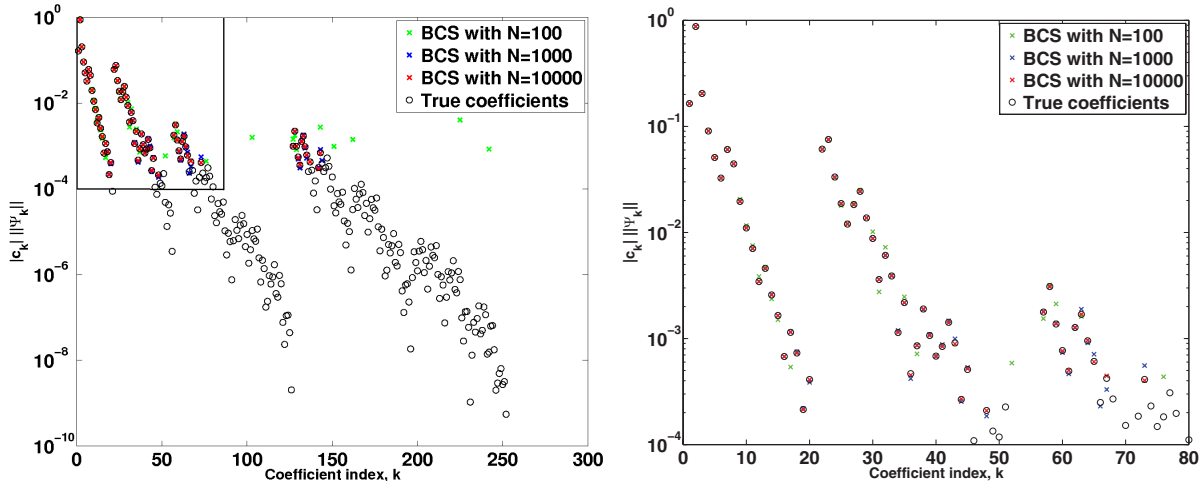 10^0
10^−2
10^−4
10^−6
10^−8
10^−10
|c_k| ||Ψ_k||
0 50 100 150 200 250 300
Coefficient index, k
BCS with N=100
BCS with N=1000
BCS with N=10000
True coefficients
10^0
10^−1
10^−2
10^−3
10^−4
|c_k| ||Ψ_k||
0 10 20 30 40 50 60 70 80
Coefficient index, k
BCS with N=100
BCS with N=1000
BCS with N=10000
True coefficients